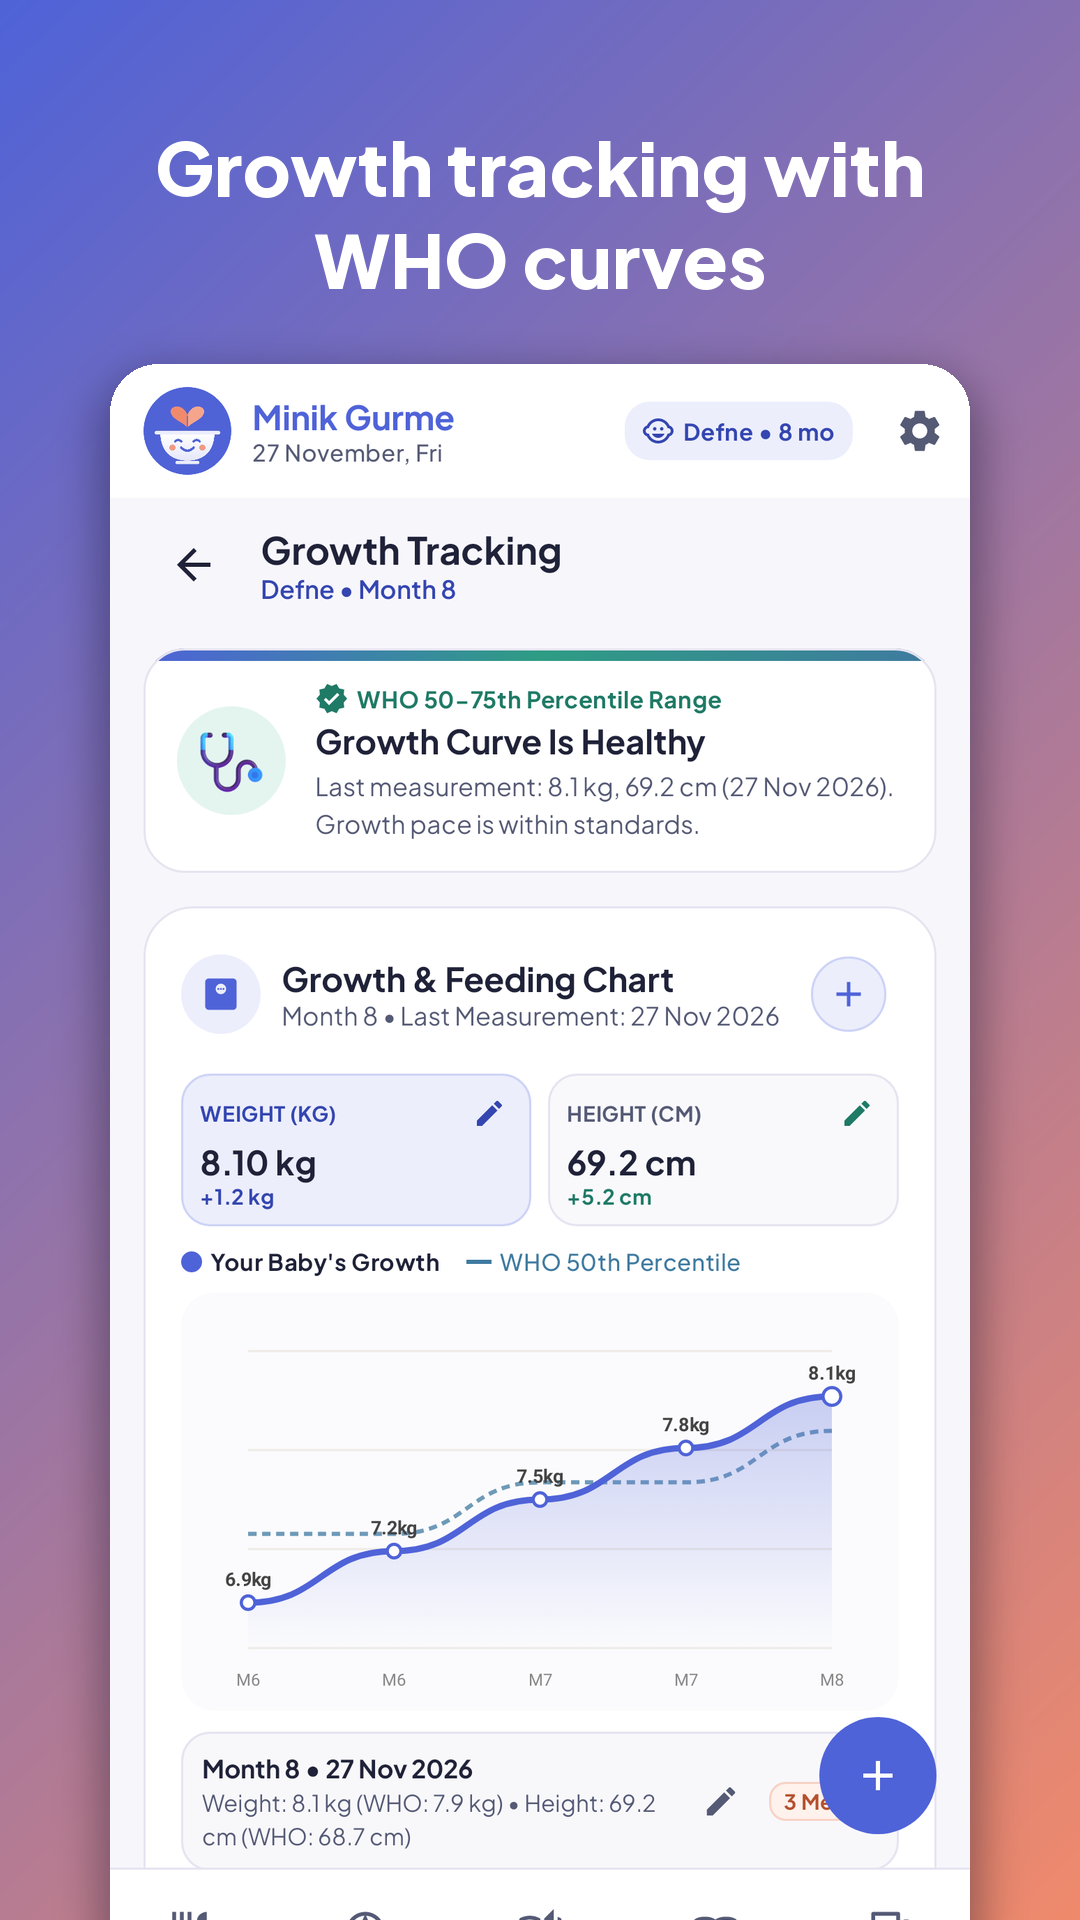 Growth tracking with
WHO curves
Minik Gurme
27 November, Fri
Defne • 8 mo
Growth Tracking
Defne • Month 8
WHO 50–75th Percentile Range
Growth Curve Is Healthy
Last measurement: 8.1 kg, 69.2 cm (27 Nov 2026).
Growth pace is within standards.
Growth & Feeding Chart
Month 8 • Last Measurement: 27 Nov 2026
WEIGHT (KG)
8.10 kg
+1.2 kg
HEIGHT (CM)
69.2 cm
+5.2 cm
Your Baby's Growth
WHO 50th Percentile
8.1kg
7.8kg
7.5kg
7.2kg
6.9kg
M6 M6 M7 M7 M8
Month 8 • 27 Nov 2026
Weight: 8.1 kg (WHO: 7.9 kg) • Height: 69.2
cm (WHO: 68.7 cm)
3